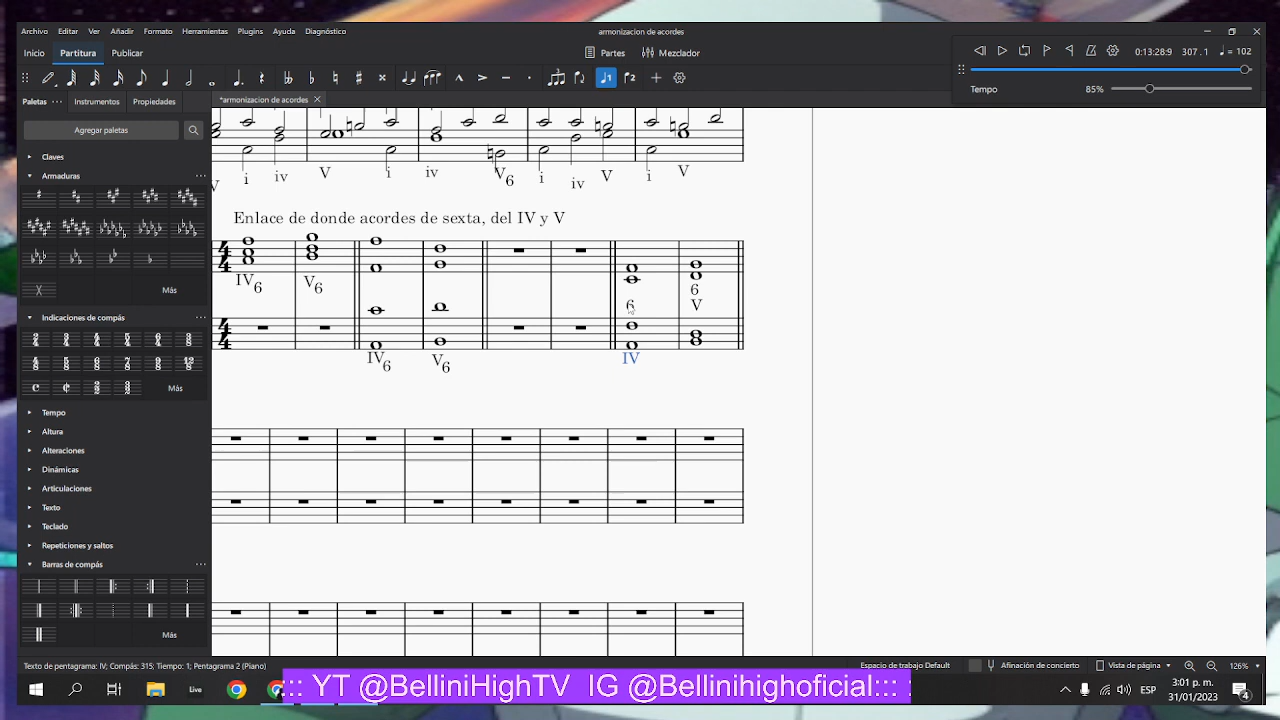 armonizacion de acordes
Archivo Editar Ver Añadir Formato Herramientas Plugins Ayuda Diagnóstico
Inicio Partitura Publicar
Partes Mezclador
0:13:28:9 307 . 1 = 102
Tempo 85%
Paletas Instrumentos Propiedades
*armonizacion de acordes
Agregar paletas
Claves
Armaduras
Más
Indicaciones de compás
Más
Tempo
Altura
Alteraciones
Dinámicas
Articulaciones
Texto
Teclado
Repeticiones y saltos
Barras de compás
Más
V i iv V i iv V6 i iv V i V
Enlace de donde acordes de sexta, del IV y V
IV6 V6 6 6 V
IV6 V6 IV
Texto de pentagrama: IV; Compás: 315; Tiempo: 1; Pentagrama 2 (Piano)
Espacio de trabajo Default Afinación de concierto Vista de página 126%
Live
::: YT @BelliniHighTV IG @Bellinihighoficial:::
ESP
3:01 p. m.
31/01/2023
4